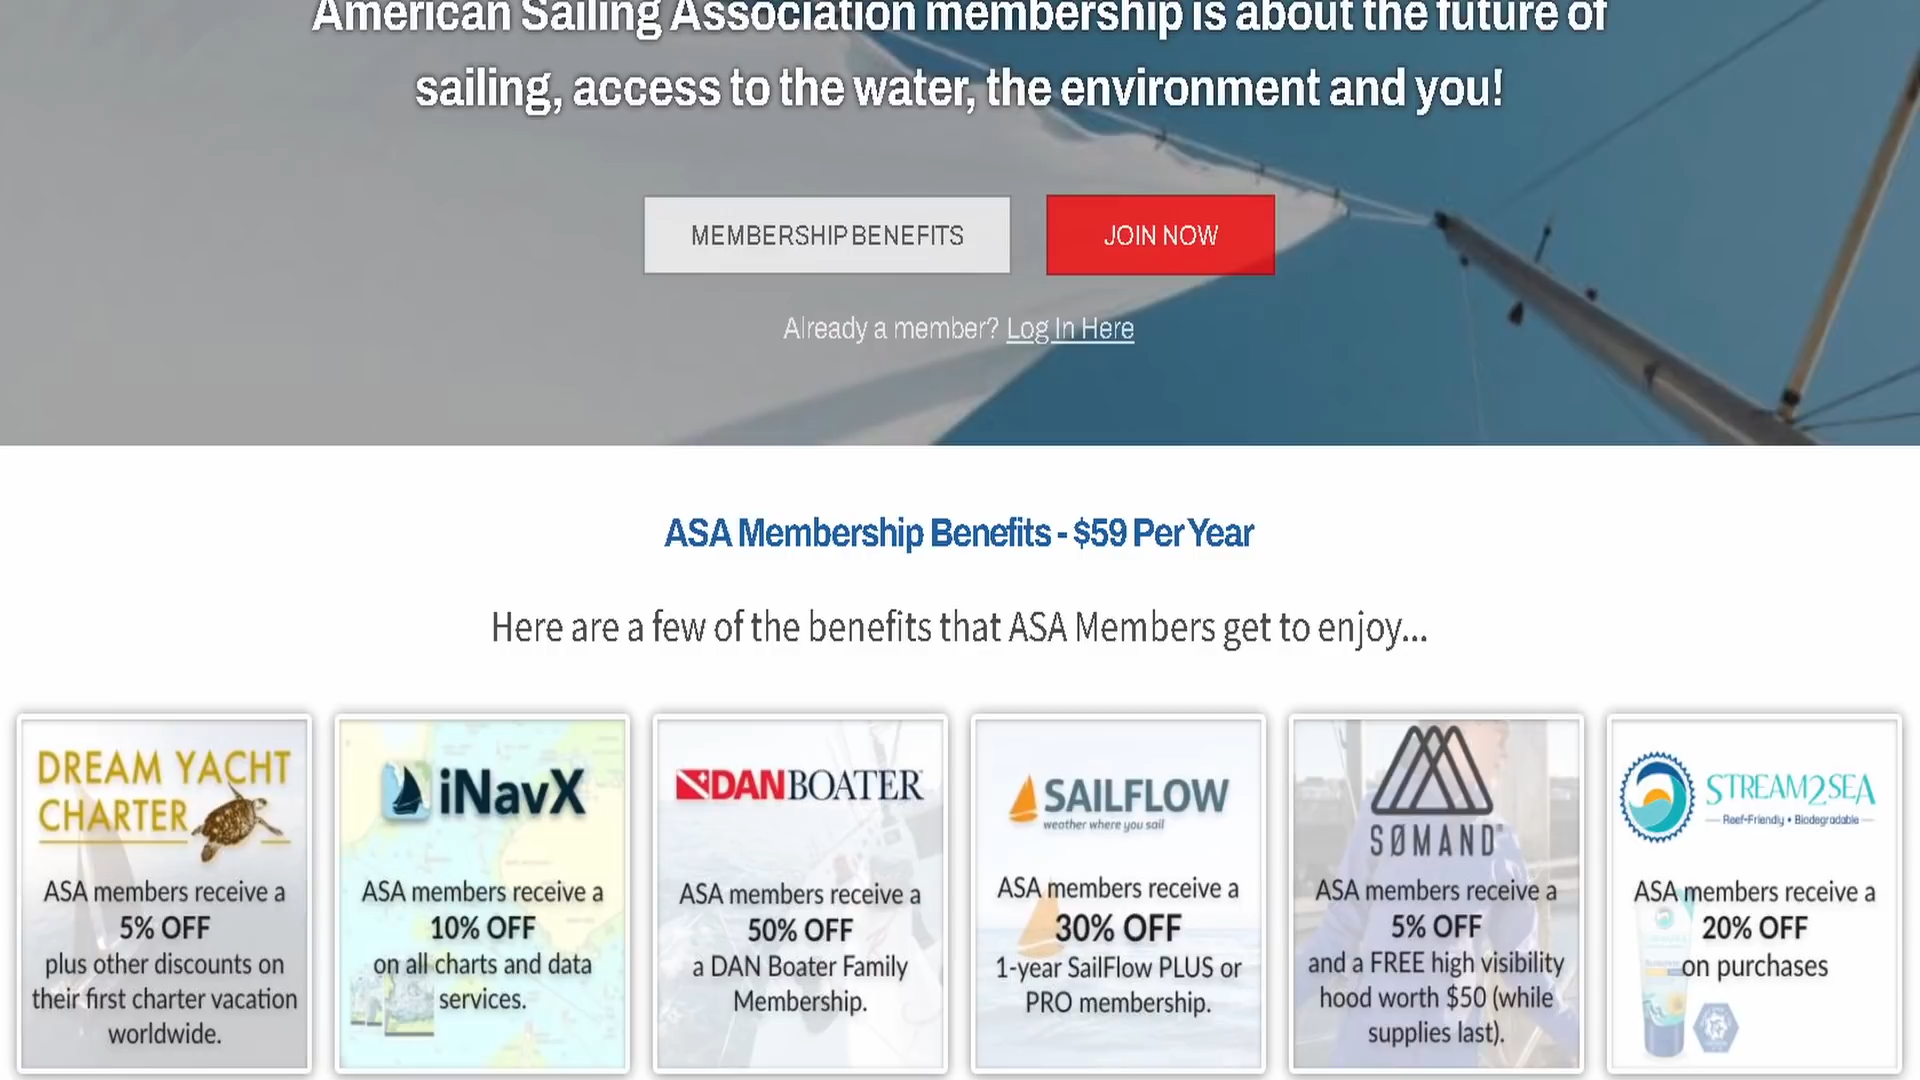 American Sailing Association membership is about the future of
sailing, access to the water, the environment and you!
MEMBERSHIP BENEFITS
JOIN NOW
Already a member? Log In Here
ASA Membership Benefits - $59 Per Year
Here are a few of the benefits that ASA Members get to enjoy...
DREAM YACHT
CHARTER
ASA members receive a
5% OFF
plus other discounts on
their first charter vacation
worldwide.
iNavX
ASA members receive a
10% OFF
on all charts and data
services.
DAN BOATER
ASA members receive a
50% OFF
a DAN Boater Family
Membership.
SAILFLOW
weather where you sail
ASA members receive a
30% OFF
1-year SailFlow PLUS or
PRO membership.
SØMAND
ASA members receive a
5% OFF
and a FREE high visibility
hood worth $50 (while
supplies last).
STREAM2SEA
Reef-Friendly • Biodegradable
ASA members receive a
20% OFF
on purchases